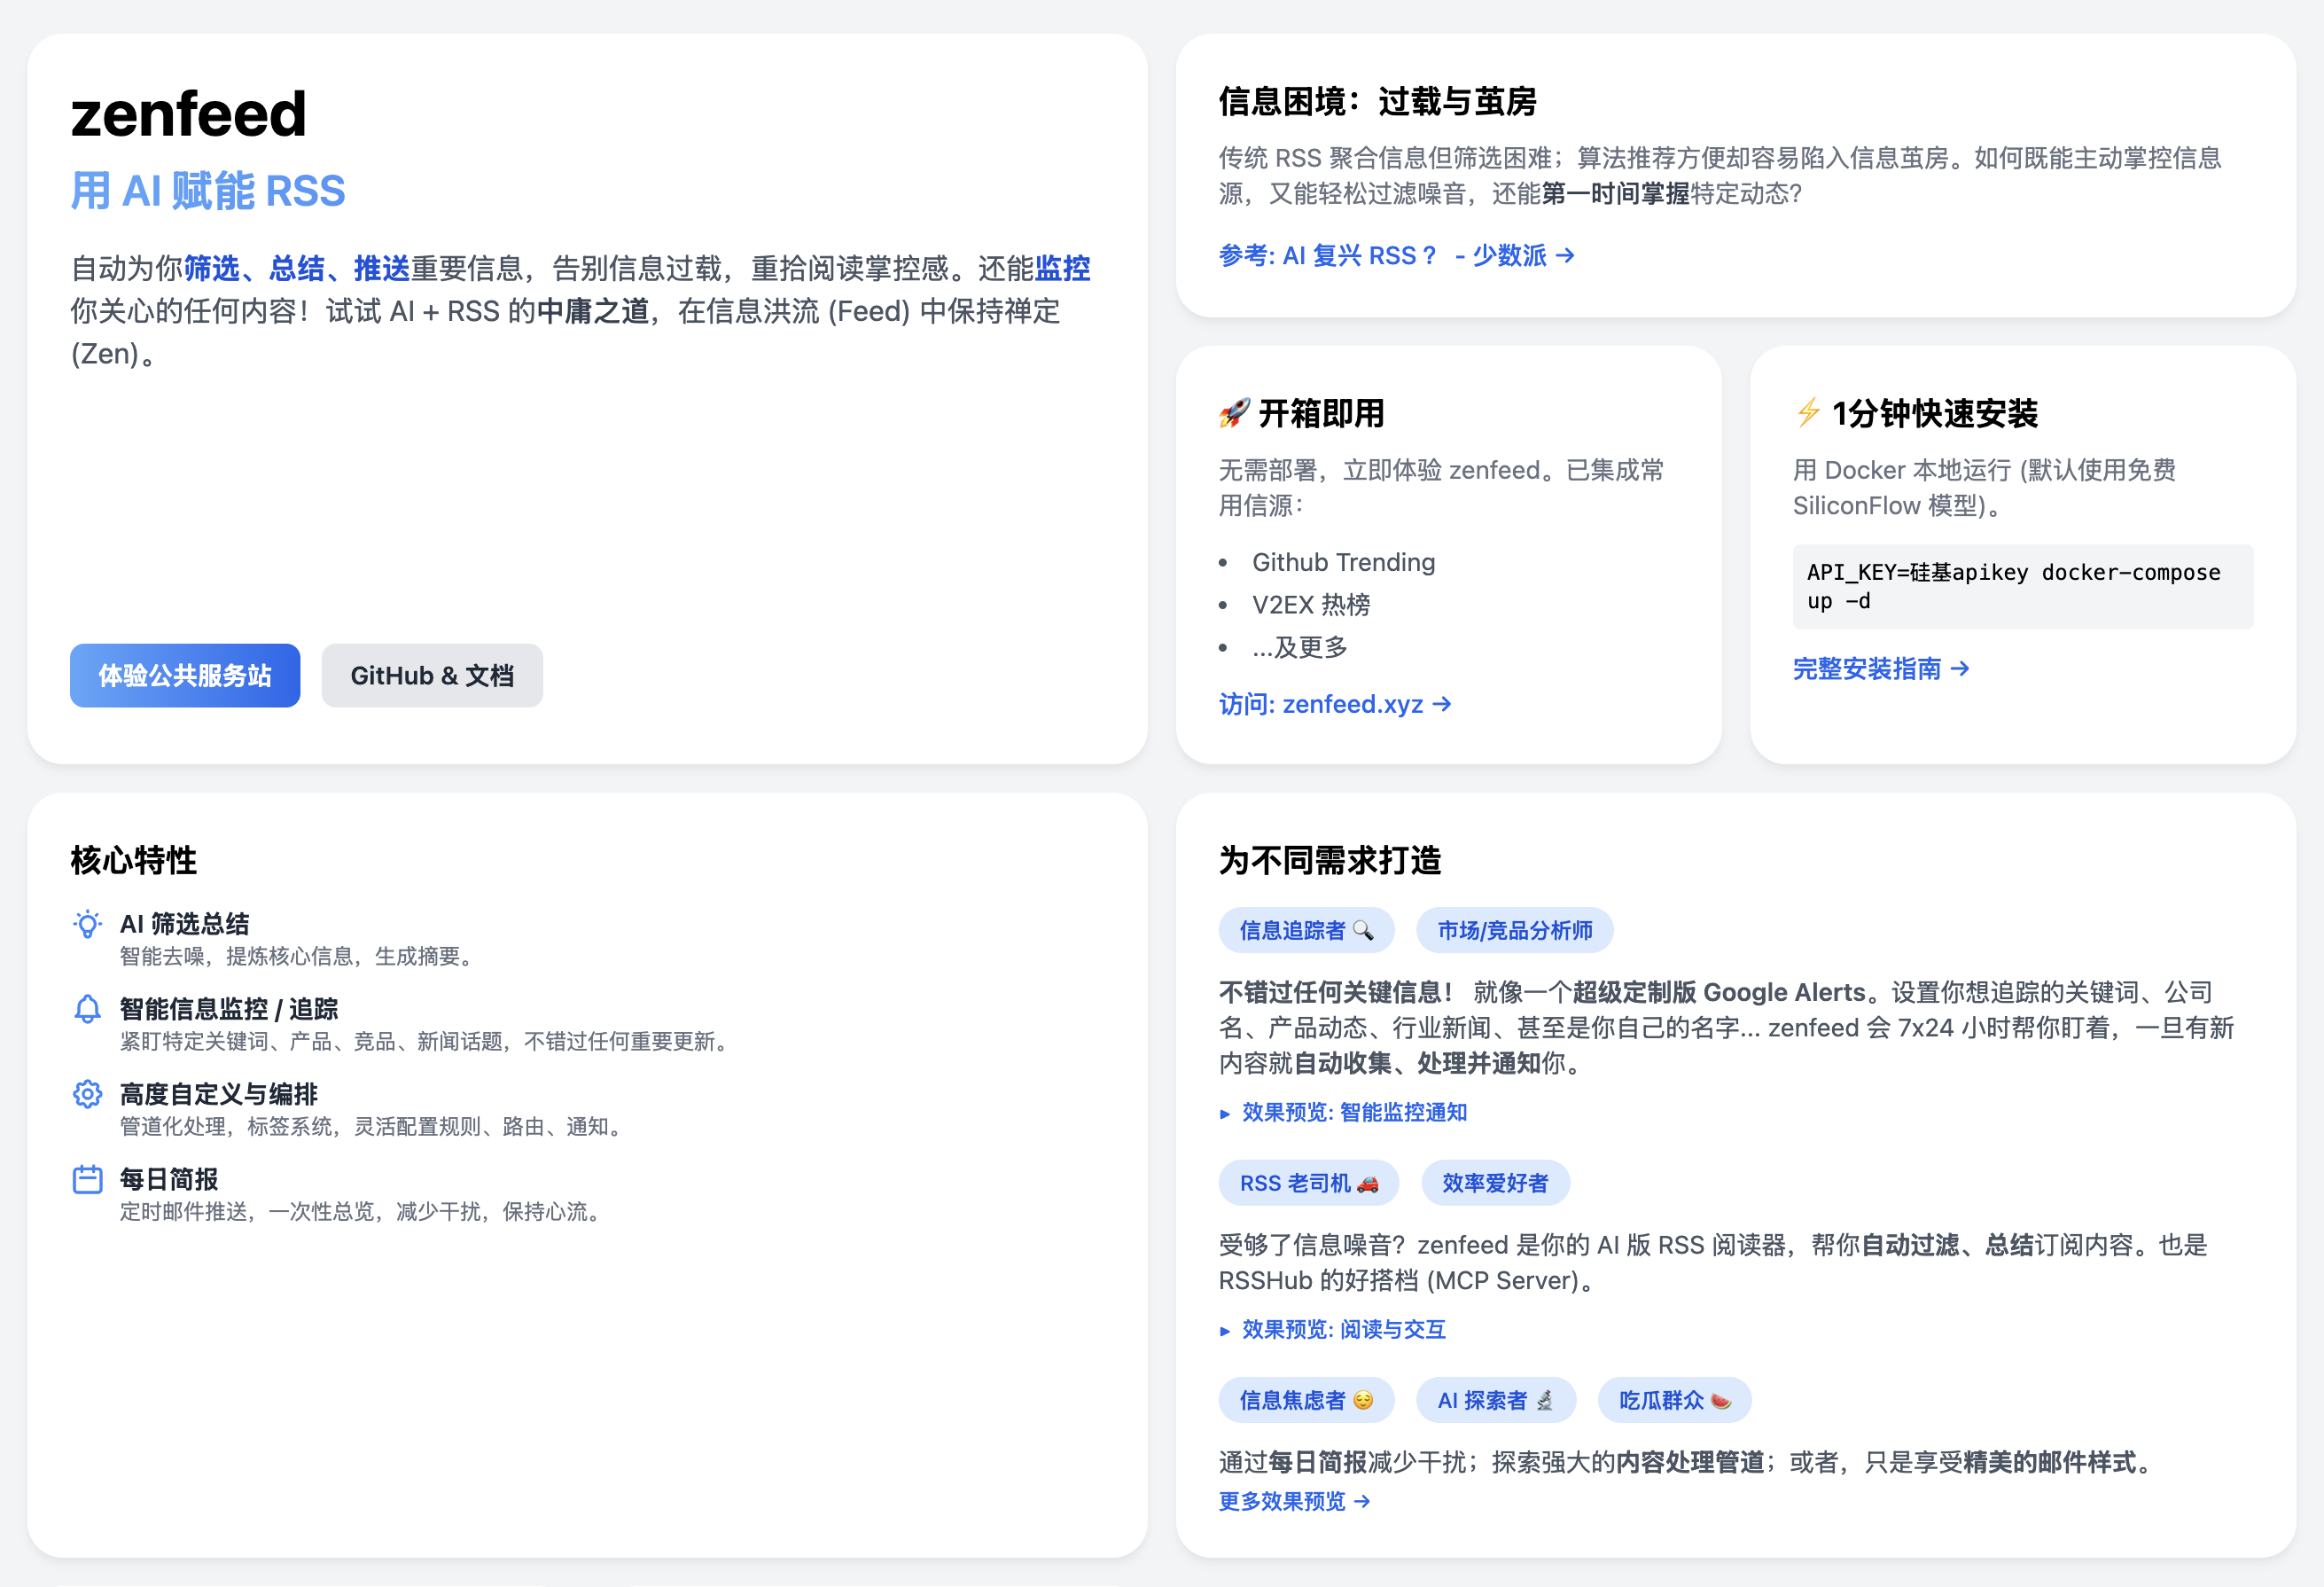 zenfeed
用 AI 赋能 RSS
自动为你筛选、总结、推送重要信息，告别信息过载，重拾阅读掌控感。还能监控
你关心的任何内容！试试 AI + RSS 的中庸之道，在信息洪流 (Feed) 中保持禅定
(Zen)。
体验公共服务站
GitHub & 文档
信息困境：过载与茧房
传统 RSS 聚合信息但筛选困难；算法推荐方便却容易陷入信息茧房。如何既能主动掌控信息
源，又能轻松过滤噪音，还能第一时间掌握特定动态？
参考: AI 复兴 RSS？ - 少数派 →
🚀 开箱即用
无需部署，立即体验 zenfeed。已集成常
用信源：
• Github Trending
• V2EX 热榜
• ...及更多
访问: zenfeed.xyz →
⚡ 1分钟快速安装
用 Docker 本地运行 (默认使用免费
SiliconFlow 模型)。
API_KEY=硅基apikey docker-compose
up -d
完整安装指南 →
核心特性
AI 筛选总结
智能去噪，提炼核心信息，生成摘要。
智能信息监控 / 追踪
紧盯特定关键词、产品、竞品、新闻话题，不错过任何重要更新。
高度自定义与编排
管道化处理，标签系统，灵活配置规则、路由、通知。
每日简报
定时邮件推送，一次性总览，减少干扰，保持心流。
为不同需求打造
信息追踪者 🔍 市场/竞品分析师
不错过任何关键信息！ 就像一个超级定制版 Google Alerts。设置你想追踪的关键词、公司
名、产品动态、行业新闻、甚至是你自己的名字... zenfeed 会 7x24 小时帮你盯着，一旦有新
内容就自动收集、处理并通知你。
▸ 效果预览: 智能监控通知
RSS 老司机 🚗 效率爱好者
受够了信息噪音？zenfeed 是你的 AI 版 RSS 阅读器，帮你自动过滤、总结订阅内容。也是
RSSHub 的好搭档 (MCP Server)。
▸ 效果预览: 阅读与交互
信息焦虑者 😌 AI 探索者 🔬 吃瓜群众 🍉
通过每日简报减少干扰；探索强大的内容处理管道；或者，只是享受精美的邮件样式。
更多效果预览 →